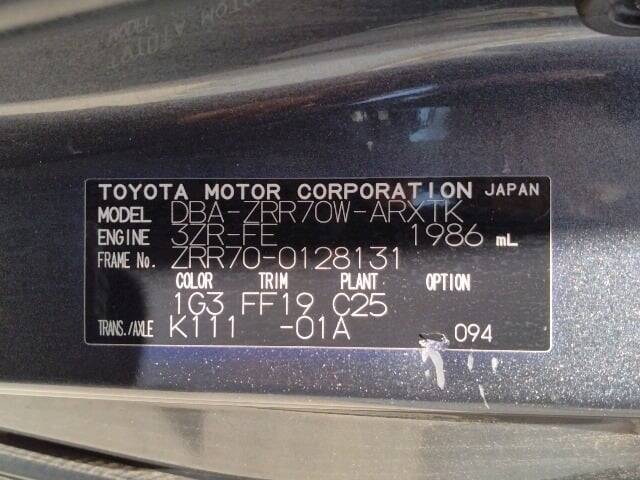 TOYOTA MOTOR CORPORATION JAPAN
MODEL DBA-ZRR70W-ARXTK
ENGINE 3ZR-FE 1986 mL
FRAME No. ZRR70-0128131
COLOR TRIM PLANT OPTION
1G3 FF19 C25
TRANS./AXLE K111 -01A 094